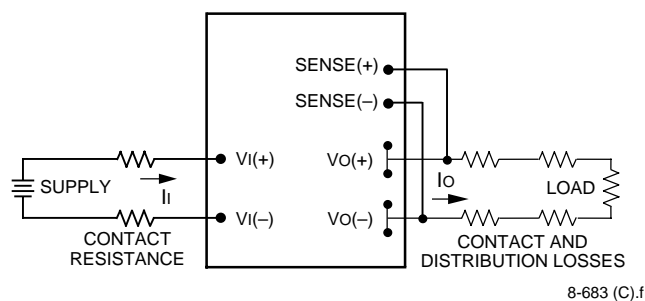 SENSE(+)
SENSE(–)
VI(+)
VO(+)
IO
SUPPLY
II
LOAD
VI(–)
VO(–)
CONTACT
RESISTANCE
CONTACT AND
DISTRIBUTION LOSSES
8-683 (C).f